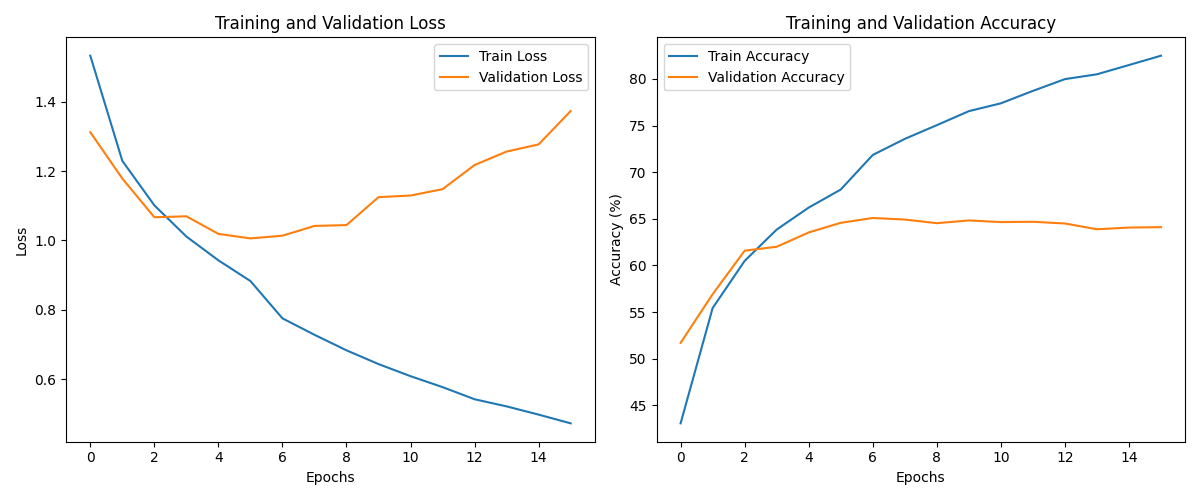 Training and Validation Loss
Train Loss
Validation Loss
1.4
1.2
1.0
0.8
0.6
Loss
0 2 4 6 8 10 12 14
Epochs
Training and Validation Accuracy
Train Accuracy
Validation Accuracy
80
75
70
65
60
55
50
45
Accuracy (%)
0 2 4 6 8 10 12 14
Epochs